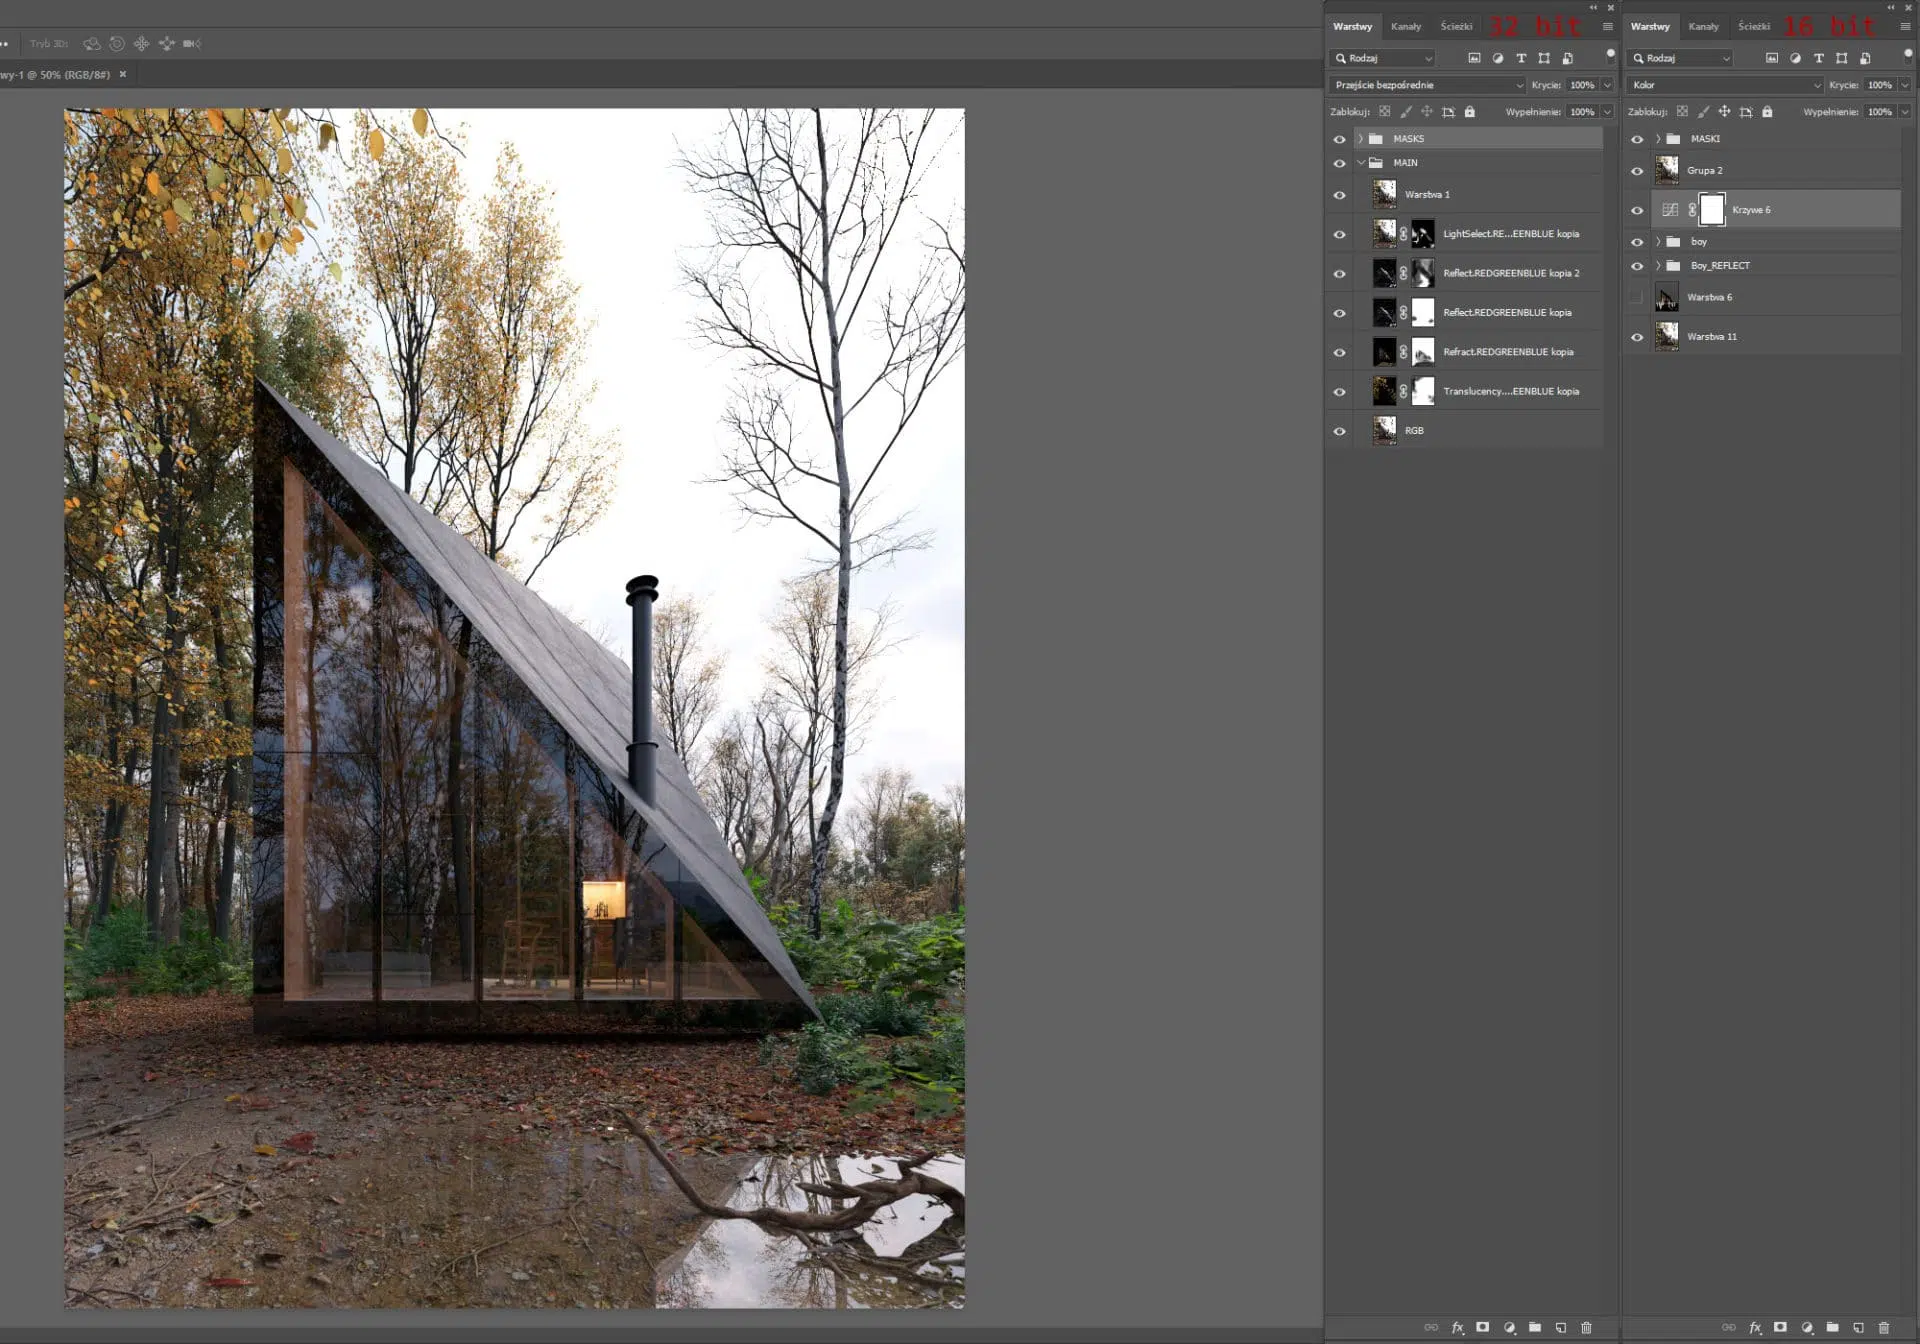 Tryb 3D:
wy-1 @ 50% (RGB/8#) ×
Warstwy Kanały Ścieżki 32 bit
Rodzaj
Przejście bezpośrednie Krycie: 100%
Zablokuj: Wypełnienie: 100%
MASKS
MAIN
Warstwa 1
LightSelect.RE...EENBLUE kopia
Reflect.REDGREENBLUE kopia 2
Reflect.REDGREENBLUE kopia
Refract.REDGREENBLUE kopia
Translucency....EENBLUE kopia
RGB
fx
Warstwy Kanały Ścieżki 16 bit
Rodzaj
Kolor Krycie: 100%
Zablokuj: Wypełnienie: 100%
MASKI
Grupa 2
Krzywe 6
boy
Boy_REFLECT
Warstwa 6
Warstwa 11
fx